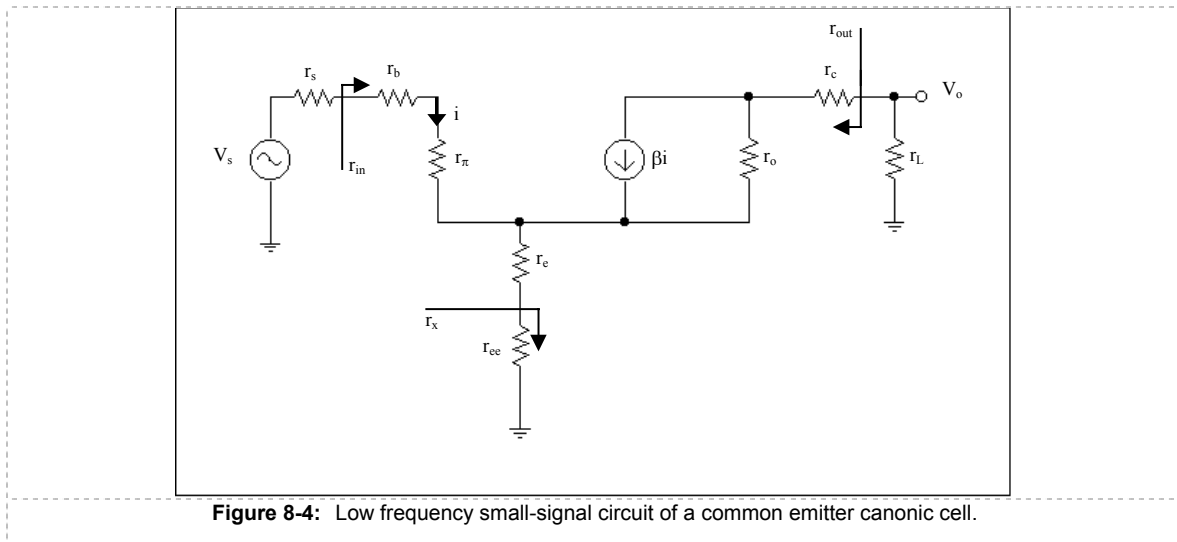 r_out
r_s
r_b
r_c
V_o
i
V_s
r_in
r_π
βi
r_o
r_L
r_e
r_x
r_ee
Figure 8-4: Low frequency small-signal circuit of a common emitter canonic cell.